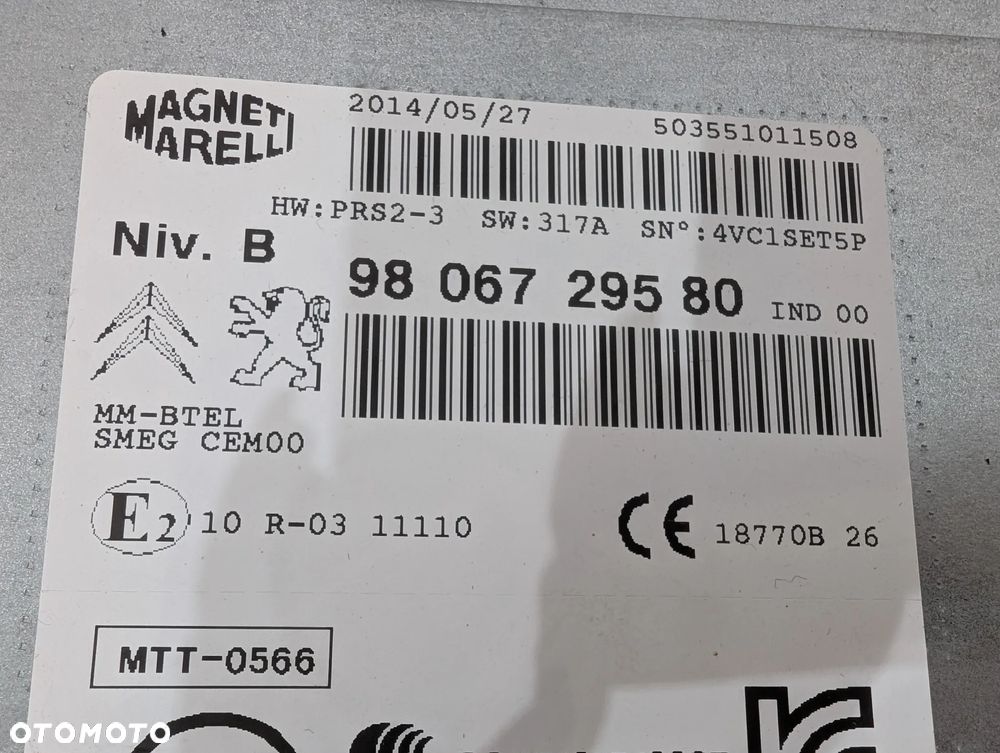 MAGNETI
MARELLI
2014/05/27
503551011508
HW:PRS2-3 SW:317A SNº:4VC1SET5P
Niv. B
98 067 295 80 IND 00
MM-BTEL
SMEG CEM00
E2 10 R-03 11110
CE 18770B 26
MTT-0566
OTOMOTO